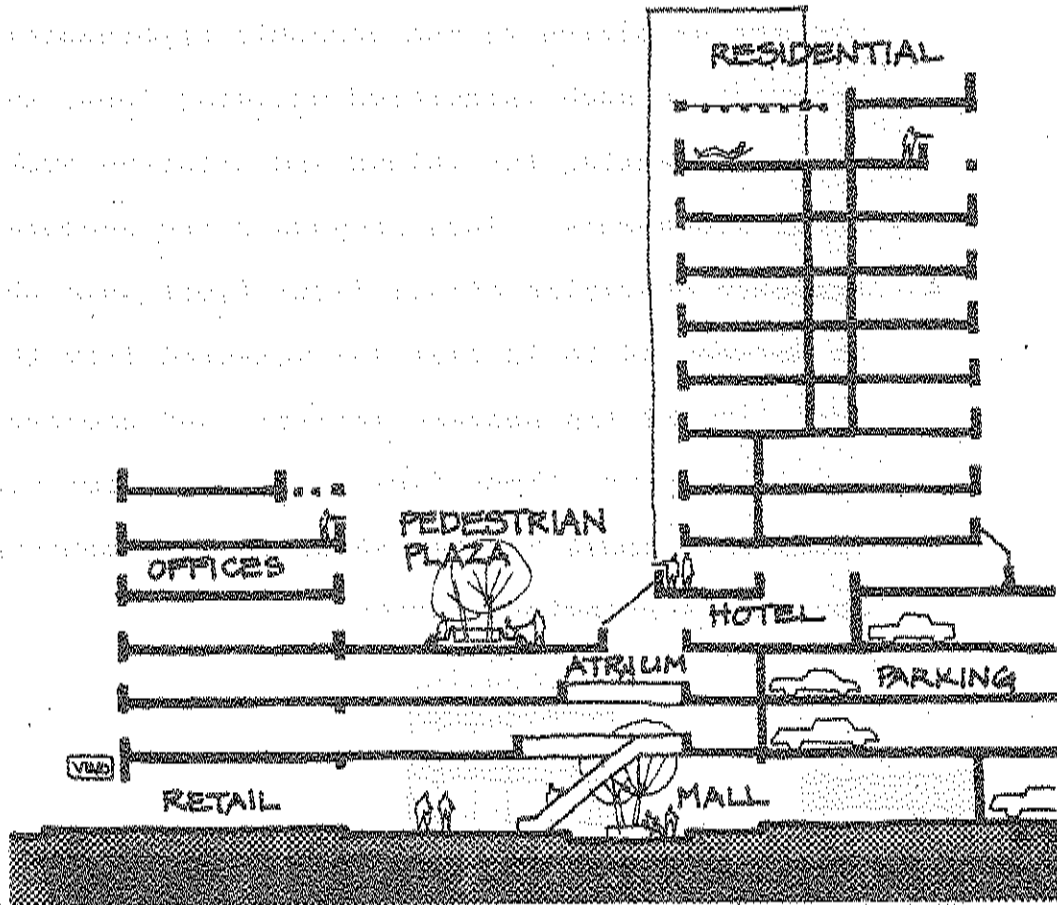 RESIDENTIAL
PEDESTRIAN
PLAZA
OFFICES
HOTEL
ATRIUM
PARKING
RETAIL
MALL